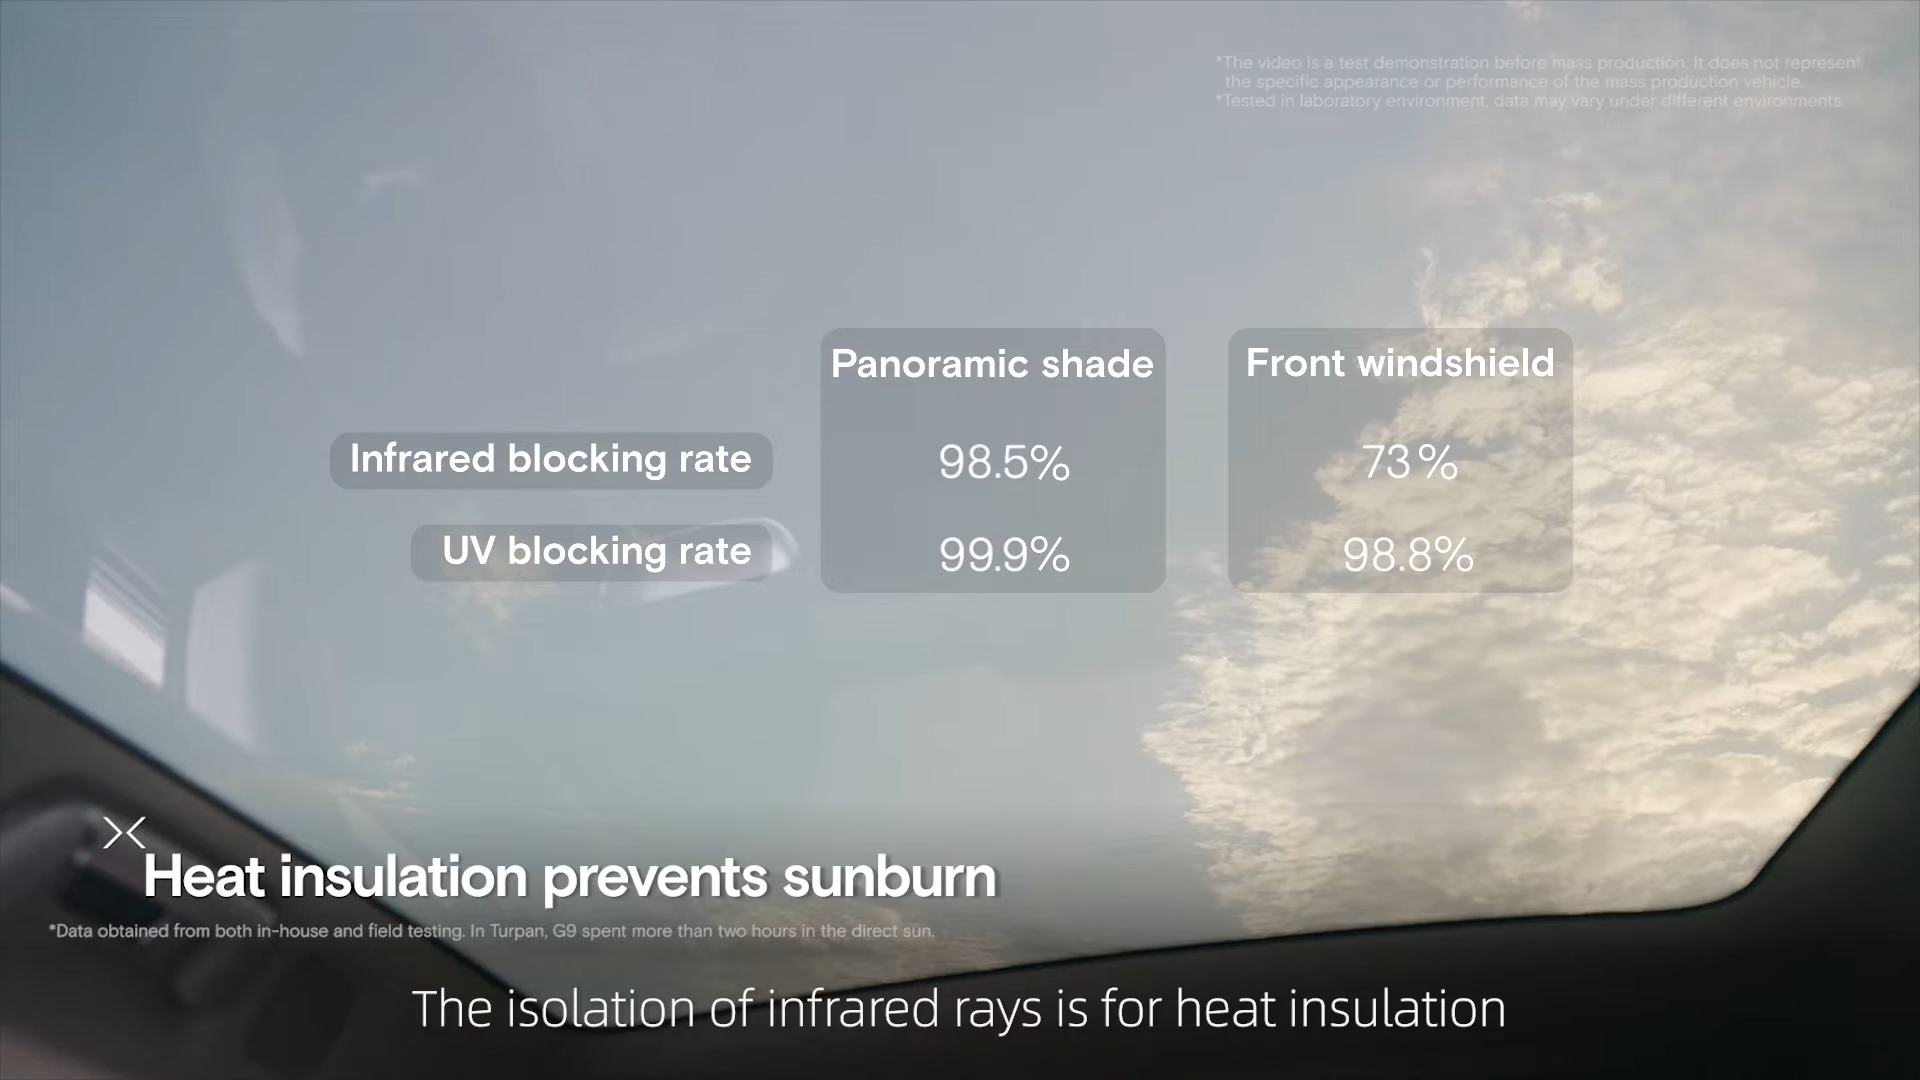 *The video is a test demonstration before mass production. It does not represent
the specific appearance or performance of the mass production vehicle.
*Tested in laboratory environment, data may vary under different environments.
Panoramic shade Front windshield
Infrared blocking rate 98.5% 73%
UV blocking rate 99.9% 98.8%
Heat insulation prevents sunburn
*Data obtained from both in-house and field testing. In Turpan, G9 spent more than two hours in the direct sun.
The isolation of infrared rays is for heat insulation